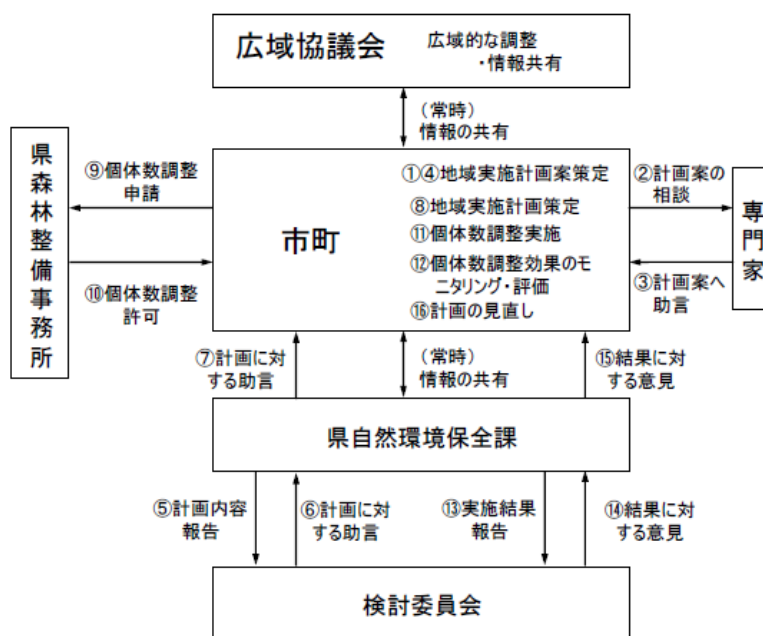 広域協議会
広域的な調整
・情報共有
(常時)
情報の共有
県森林整備事務所
⑨個体数調整
申請
⑩個体数調整
許可
市町
①④地域実施計画案策定
⑧地域実施計画策定
⑪個体数調整実施
⑫個体数調整効果のモ
ニタリング・評価
⑯計画の見直し
②計画案の
相談
③計画案へ
助言
専門家
⑦計画に対
する助言
(常時)
情報の共有
⑮結果に対
する意見
県自然環境保全課
⑤計画内容
報告
⑥計画に対
する助言
⑬実施結果
報告
⑭結果に対
する意見
検討委員会